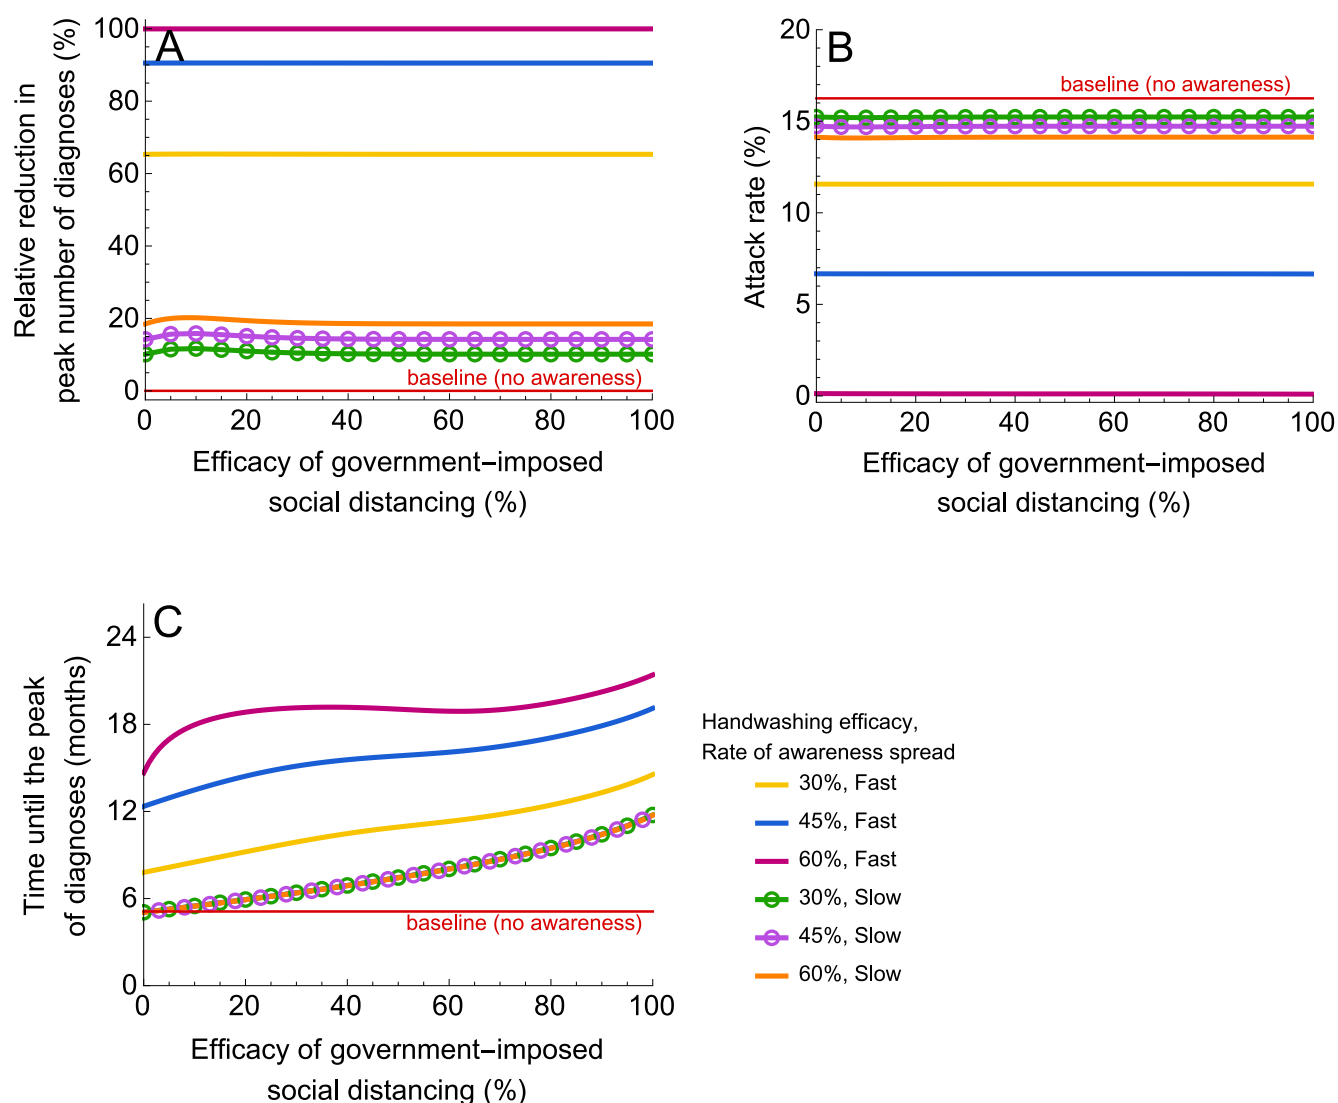 A
Relative reduction in
peak number of diagnoses (%)
100
80
60
40
20
0
baseline (no awareness)
0 20 40 60 80 100
Efficacy of government–imposed
social distancing (%)
B
Attack rate (%)
20
15
10
5
0
baseline (no awareness)
0 20 40 60 80 100
Efficacy of government–imposed
social distancing (%)
C
Time until the peak
of diagnoses (months)
24
18
12
6
0
baseline (no awareness)
0 20 40 60 80 100
Efficacy of government–imposed
social distancing (%)
Handwashing efficacy,
Rate of awareness spread
30%, Fast
45%, Fast
60%, Fast
30%, Slow
45%, Slow
60%, Slow